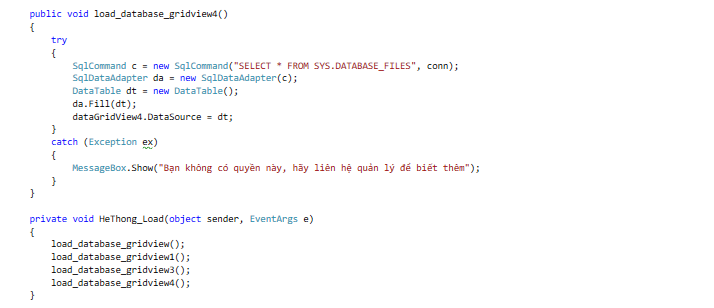 public void load_database_gridview4()
{
try
{
SqlCommand c = new SqlCommand("SELECT * FROM SYS.DATABASE_FILES", conn);
SqlDataAdapter da = new SqlDataAdapter(c);
DataTable dt = new DataTable();
da.Fill(dt);
dataGridView4.DataSource = dt;
}
catch (Exception ex)
{
MessageBox.Show("Bạn không có quyền này, hãy liên hệ quản lý để biết thêm");
}
}
private void HeThong_Load(object sender, EventArgs e)
{
load_database_gridview();
load_database_gridview1();
load_database_gridview3();
load_database_gridview4();
}